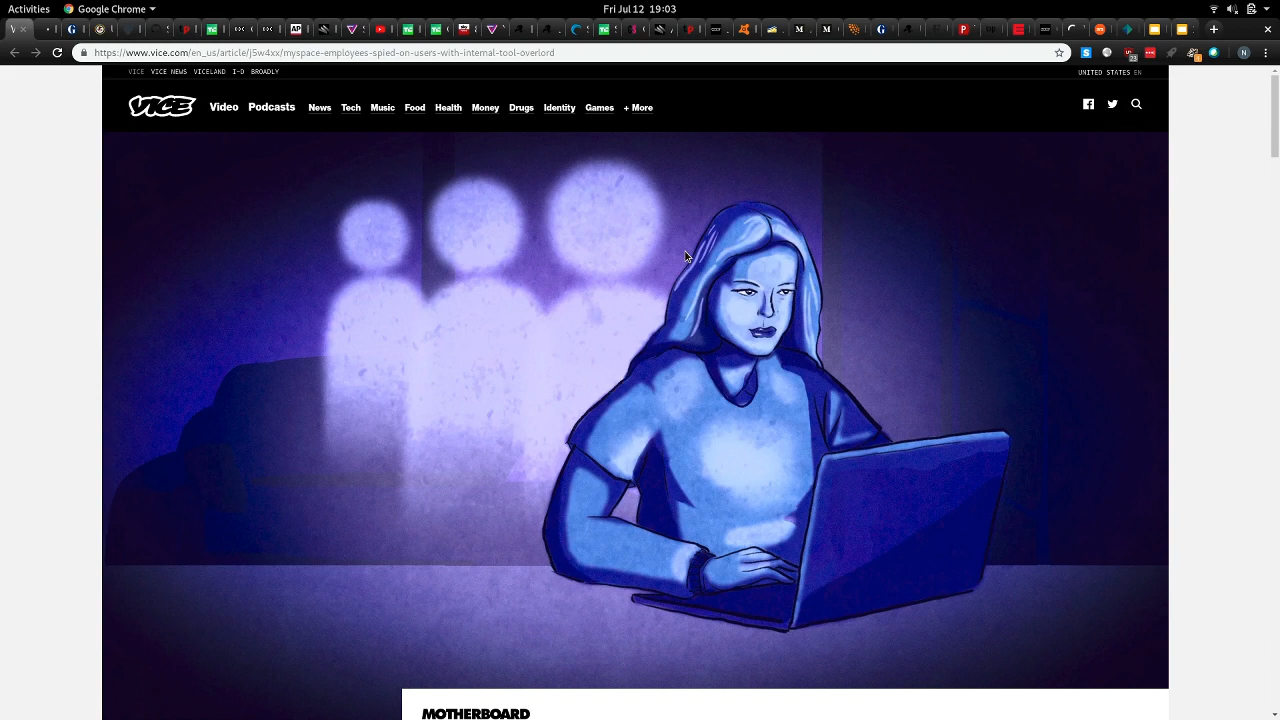 Activities Google Chrome Fri Jul 12 19:03
https://www.vice.com/en_us/article/j5w4xx/myspace-employees-spied-on-users-with-internal-tool-overlord
VICE VICE NEWS VICELAND I-D BROADLY UNITED STATES EN
VICE Video Podcasts News Tech Music Food Health Money Drugs Identity Games + More
MOTHERBOARD